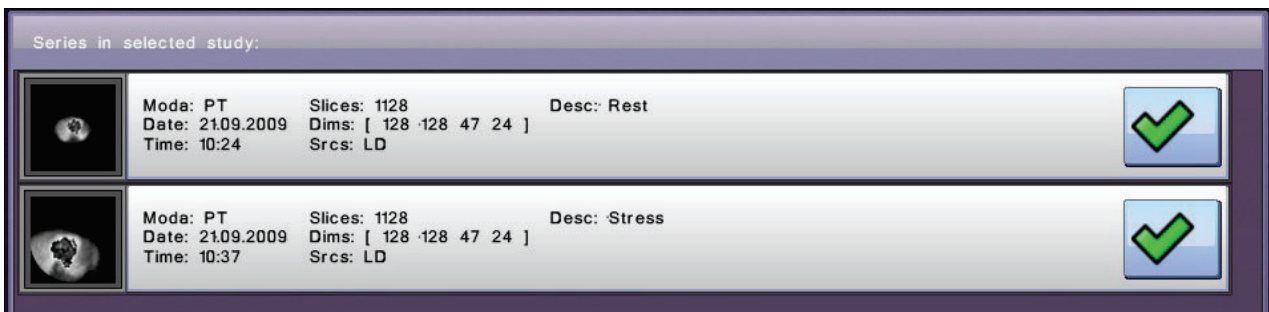 Series in selected study:
Moda: PT Slices: 1128 Desc: Rest
Date: 21.09.2009 Dims: [ 128 128 47 24 ]
Time: 10:24 Srcs: LD
Moda: PT Slices: 1128 Desc: Stress
Date: 21.09.2009 Dims: [ 128 128 47 24 ]
Time: 10:37 Srcs: LD